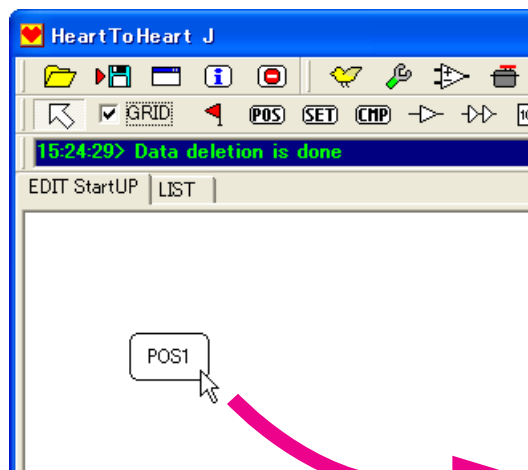 HeartToHeart J
GRID POS SET CMP
15:24:29> Data deletion is done
EDIT StartUP LIST
POS1